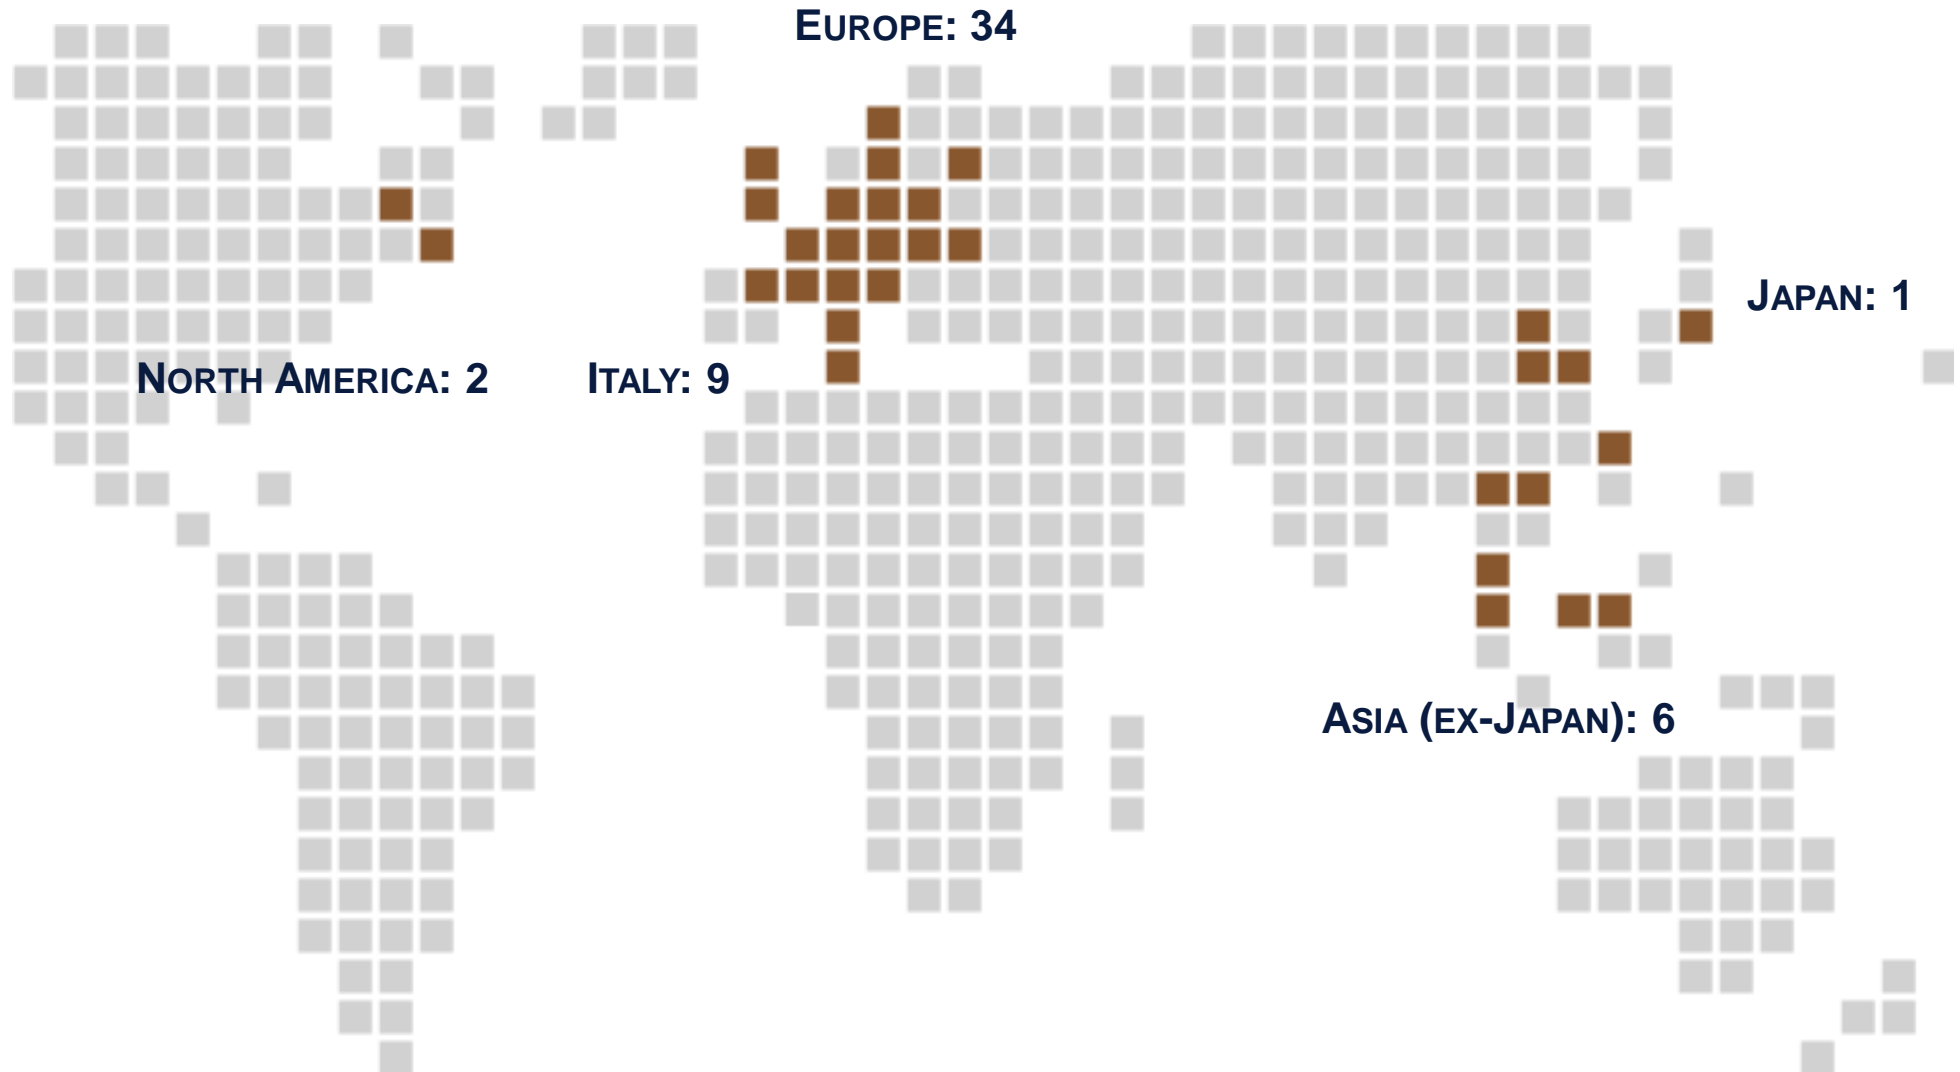 EUROPE: 34
JAPAN: 1
NORTH AMERICA: 2
ITALY: 9
ASIA (EX-JAPAN): 6